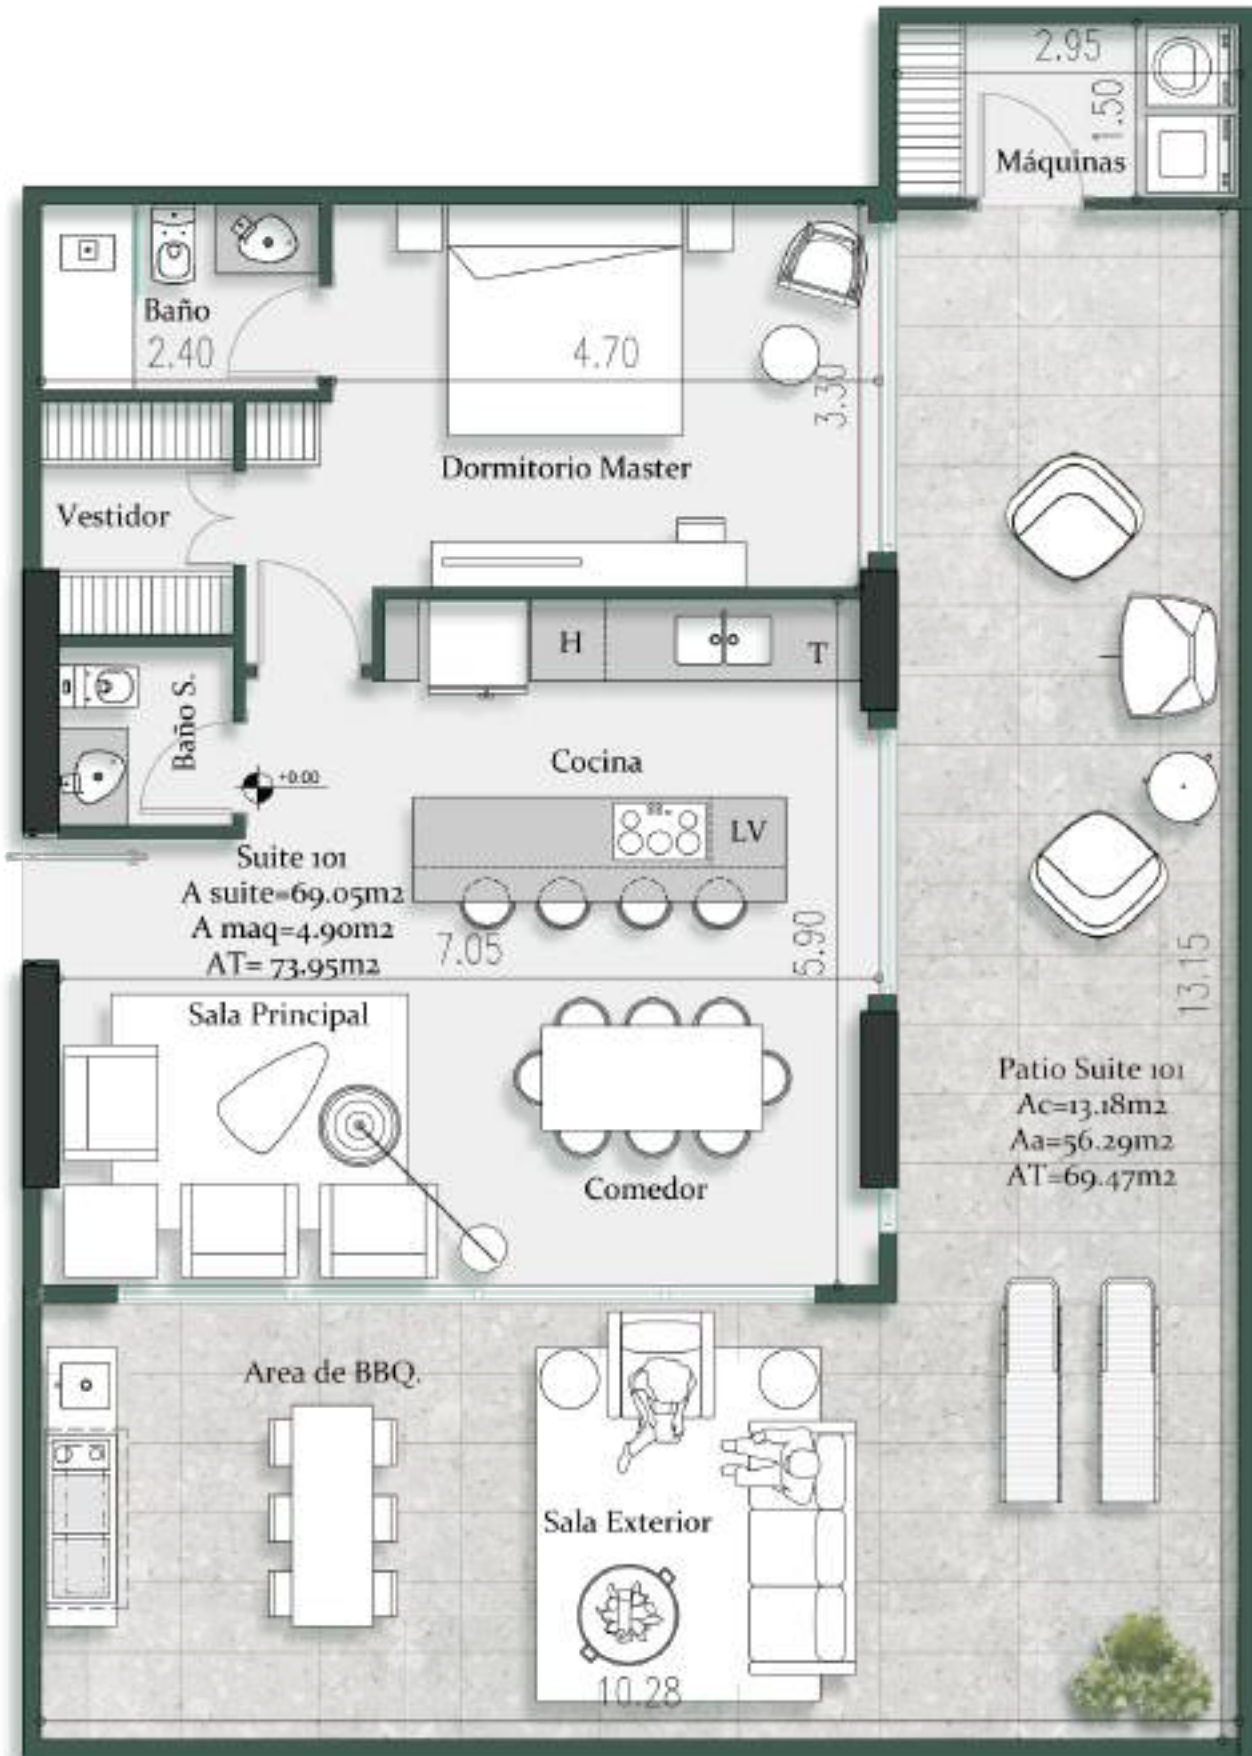 2.95
1.50
Máquinas
Baño
2.40
4.70
3.30
Dormitorio Master
Vestidor
H
T
Baño S.
Cocina
+0.00
LV
Suite 101
A suite=69.05m2
A maq=4.90m2
AT= 73.95m2
7.05
5.90
13.15
Sala Principal
Patio Suite 101
Ac=13.18m2
Aa=56.29m2
AT=69.47m2
Comedor
Area de BBQ.
Sala Exterior
10.28